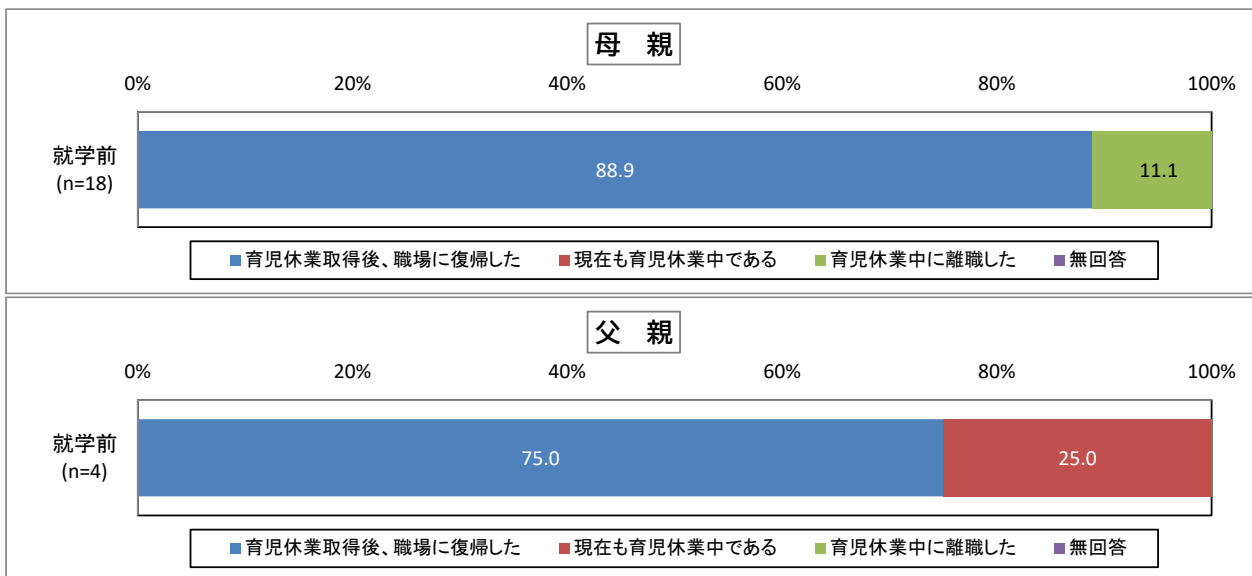 母 親
0% 20% 40% 60% 80% 100%
就学前
(n=18)
88.9 11.1
育児休業取得後、職場に復帰した 現在も育児休業中である 育児休業中に離職した 無回答
父 親
0% 20% 40% 60% 80% 100%
就学前
(n=4)
75.0 25.0
育児休業取得後、職場に復帰した 現在も育児休業中である 育児休業中に離職した 無回答